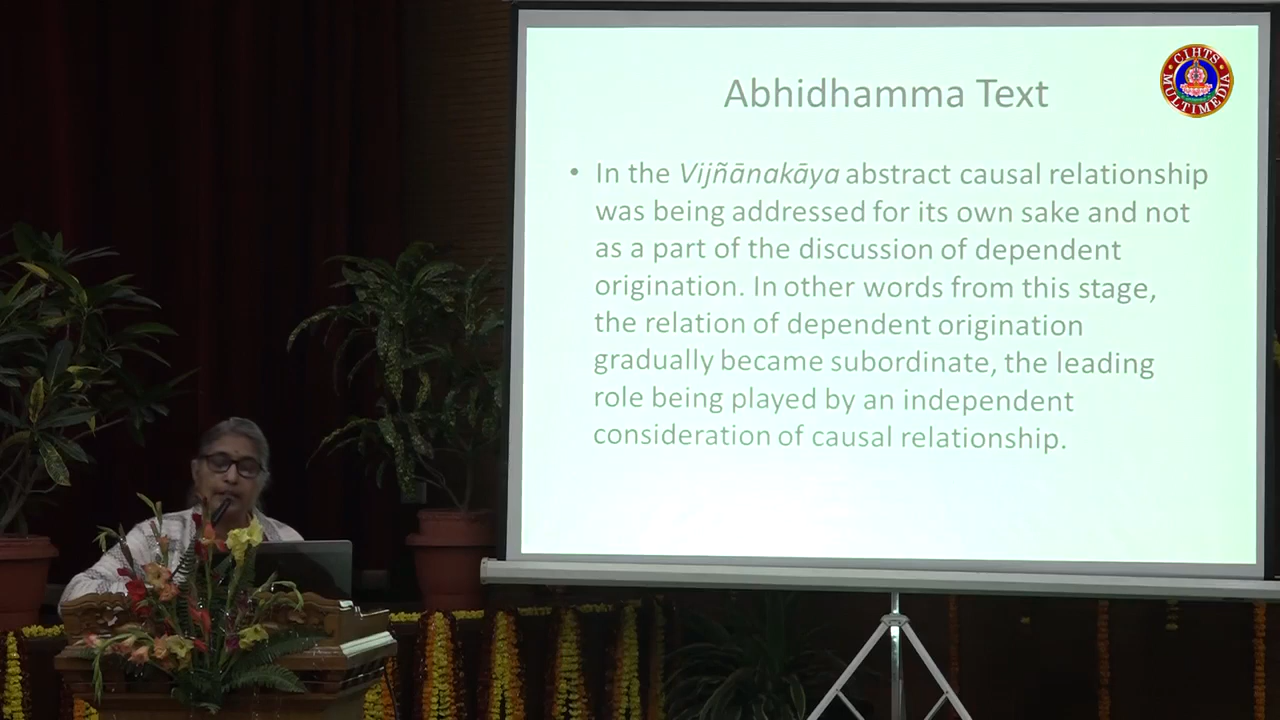 Abhidhamma Text
• In the Vijñānakāya abstract causal relationship
was being addressed for its own sake and not
as a part of the discussion of dependent
origination. In other words from this stage,
the relation of dependent origination
gradually became subordinate, the leading
role being played by an independent
consideration of causal relationship.
CIHTS
MULTIMEDIA